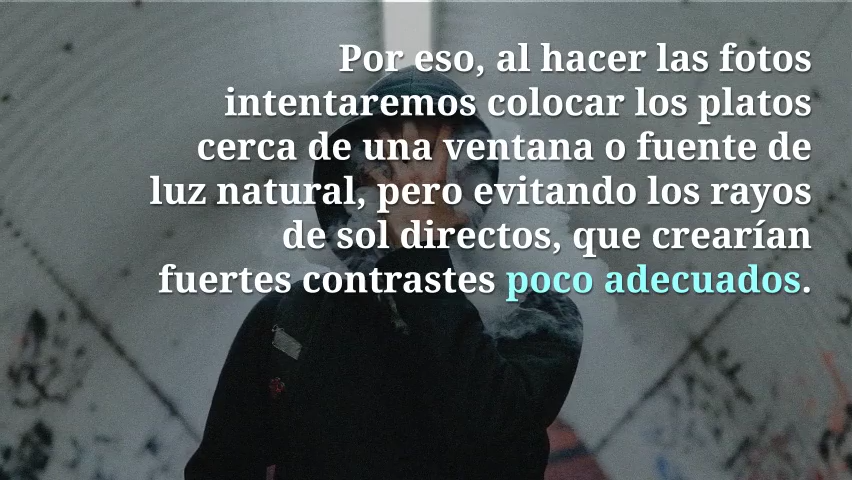 Por eso, al hacer las fotos
intentaremos colocar los platos
cerca de una ventana o fuente de
luz natural, pero evitando los rayos
de sol directos, que crearían
fuertes contrastes poco adecuados.